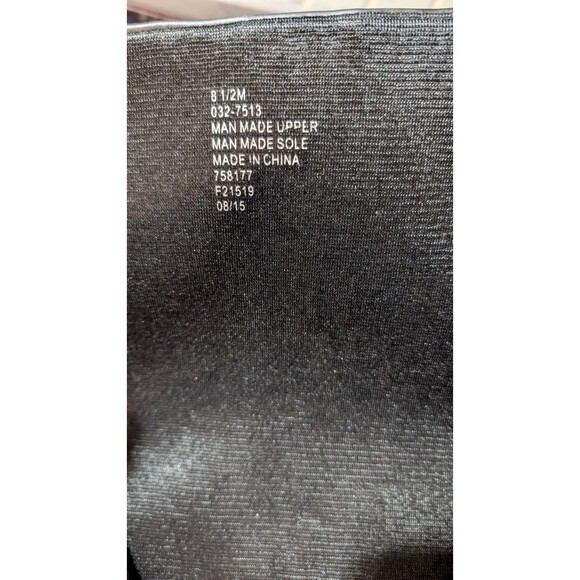 8 1/2M
032-7513
MAN MADE UPPER
MAN MADE SOLE
MADE IN CHINA
758177
F21519
08/15